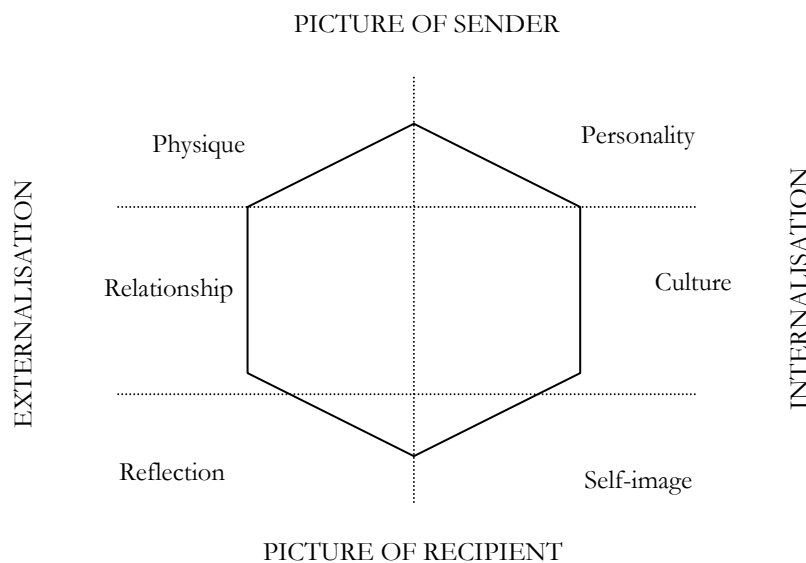 PICTURE OF SENDER
Physique
Personality
EXTERNALISATION
INTERNALISATION
Relationship
Culture
Reflection
Self-image
PICTURE OF RECIPIENT